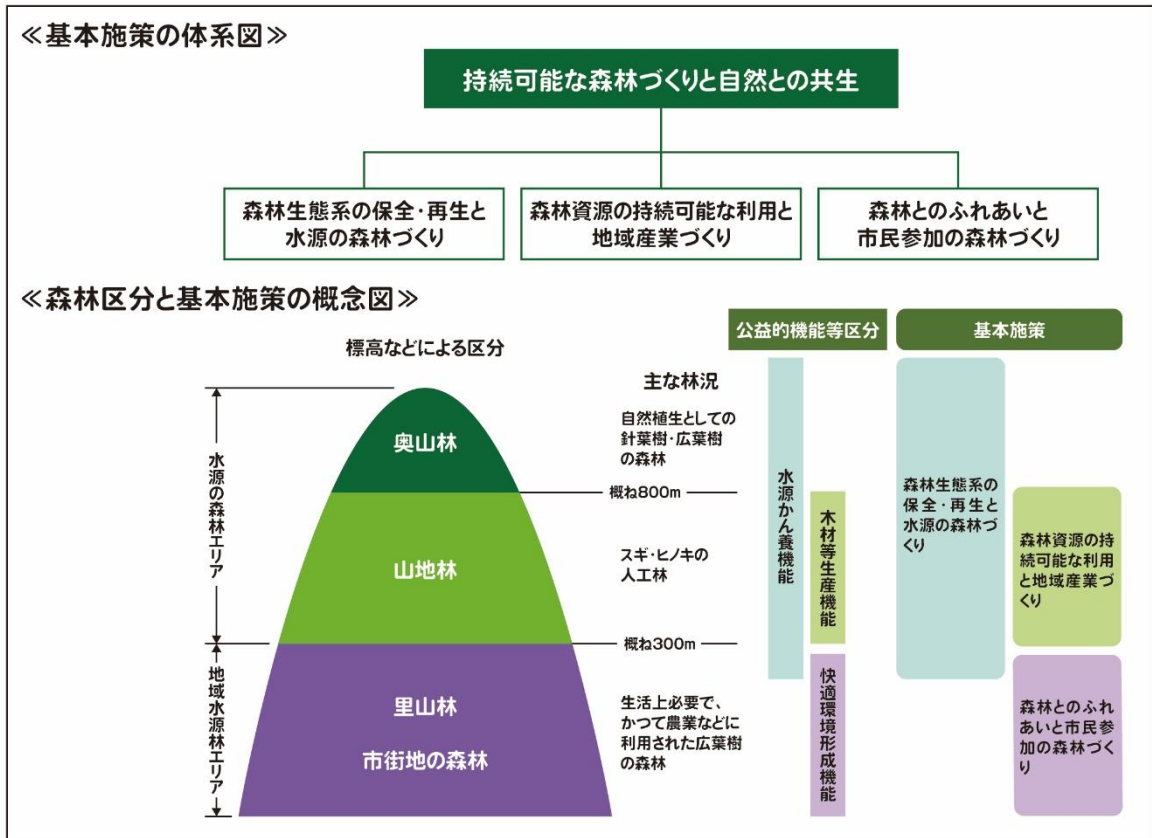 ≪基本施策の体系図≫
持続可能な森林づくりと自然との共生
森林生態系の保全・再生と
水源の森林づくり
森林資源の持続可能な利用と
地域産業づくり
森林とのふれあいと
市民参加の森林づくり
≪森林区分と基本施策の概念図≫
標高などによる区分
主な林況
公益的機能等区分
基本施策
水源の森林エリア
地域水源林エリア
奥山林
山地林
里山林
市街地の森林
自然植生としての
針葉樹・広葉樹
の森林
概ね800m
スギ・ヒノキの
人工林
概ね300m
生活上必要で、
かつて農業などに
利用された広葉樹
の森林
水源かん養機能
木材等生産機能
快適環境形成機能
森林生態系の
保全・再生と
水源の森林づ
くり
森林資源の持
続可能な利用
と地域産業づ
くり
森林とのふれ
あいと市民参
加の森林づく
り